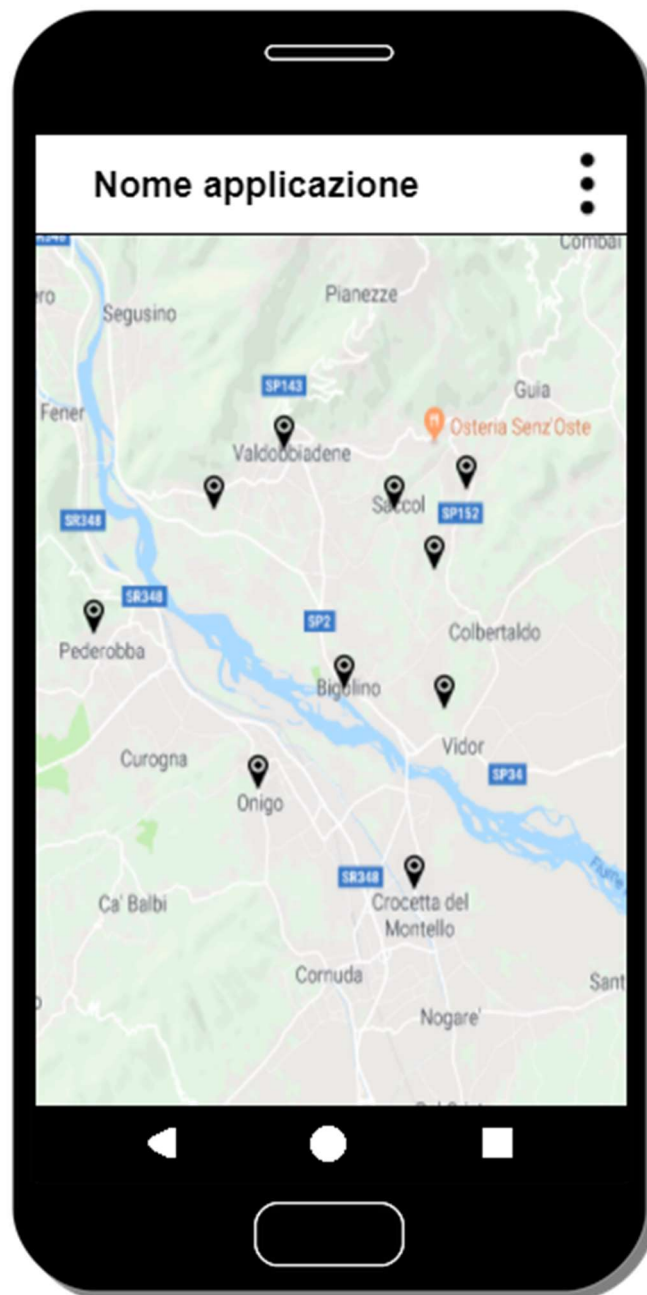 Nome applicazione
Combai
Pianezze
Segusino
SP143
Guia
Fener
Osteria Senz'Oste
Valdobbiadene
Saccol
SP152
SR348
SR348
SP2
Colbertaldo
Pederobba
Bigolino
Vidor
Curogna
SP34
Onigo
SR348
Crocetta del
Montello
Ca' Balbi
Cornuda
Sant
Nogare'